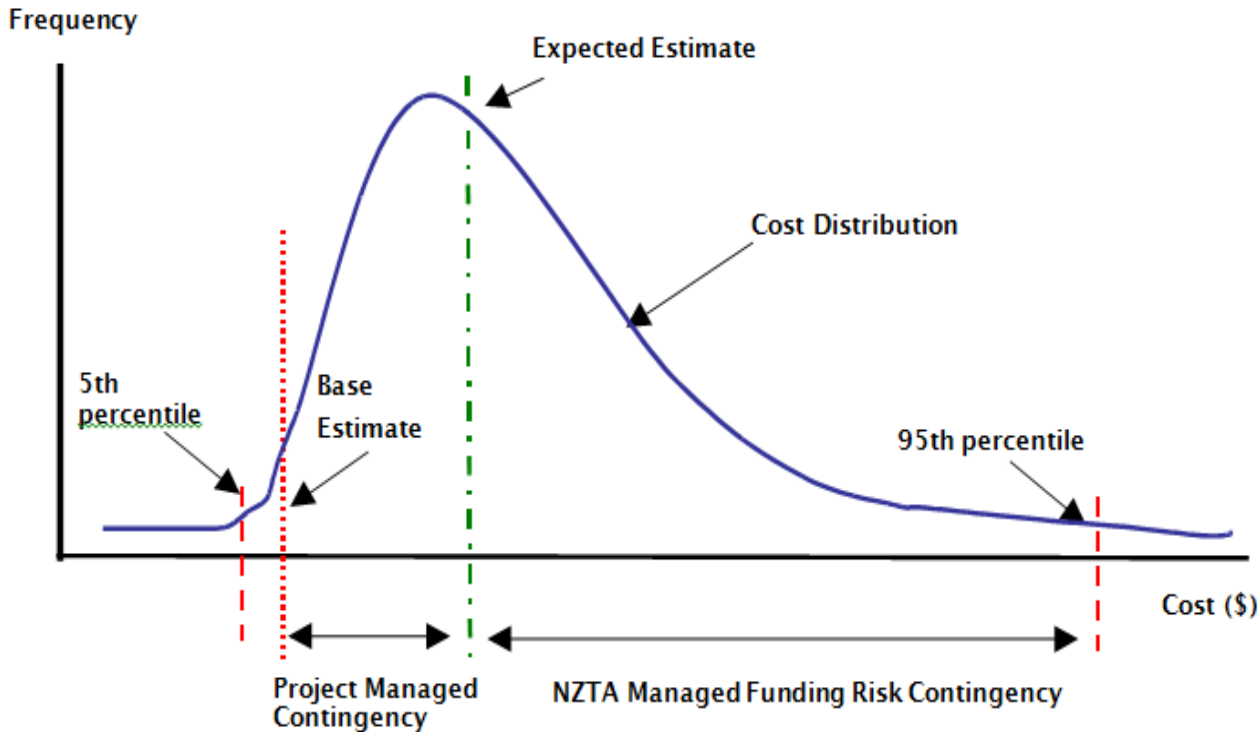 Frequency
Expected Estimate
Cost Distribution
5th
percentile
Base
Estimate
95th percentile
Cost ($)
Project Managed
Contingency
NZTA Managed Funding Risk Contingency